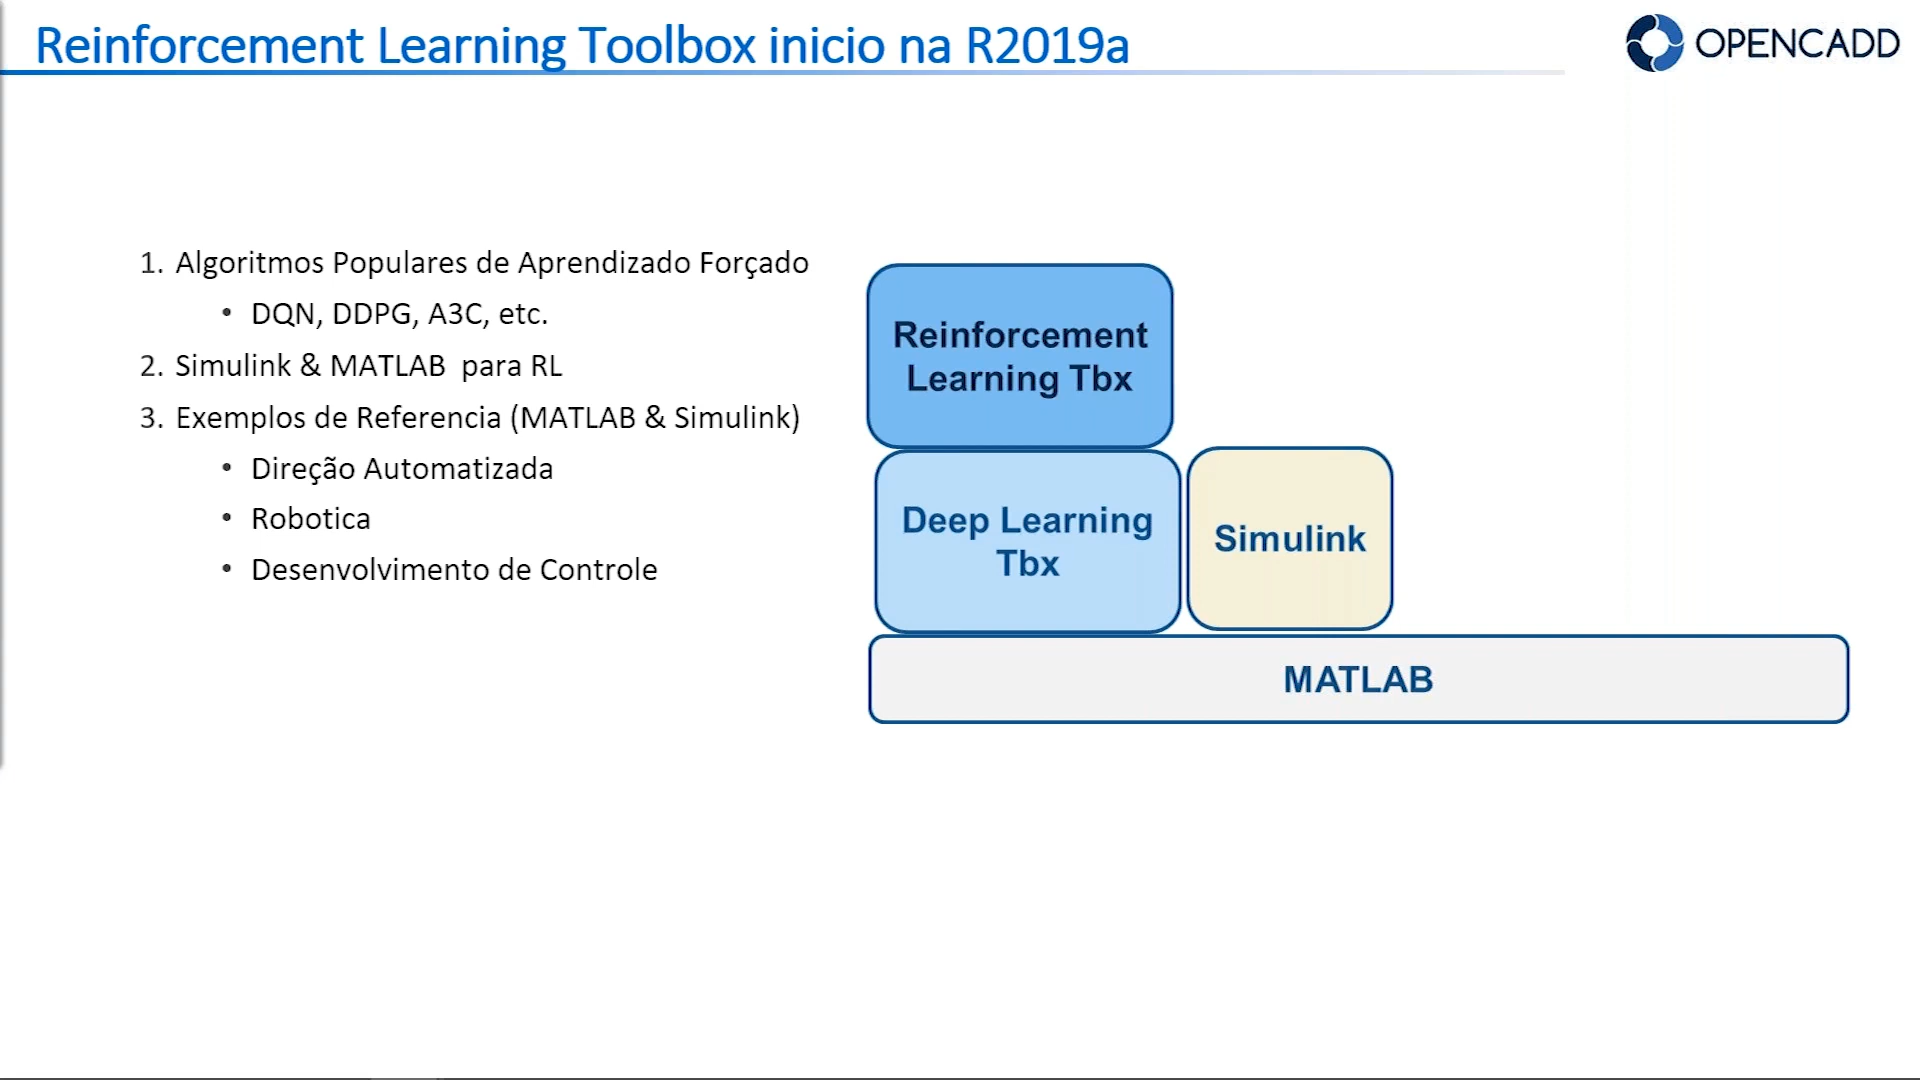 Reinforcement Learning Toolbox inicio na R2019a
OPENCADD
1. Algoritmos Populares de Aprendizado Forçado
• DQN, DDPG, A3C, etc.
2. Simulink & MATLAB para RL
3. Exemplos de Referencia (MATLAB & Simulink)
• Direção Automatizada
• Robotica
• Desenvolvimento de Controle
Reinforcement
Learning Tbx
Deep Learning
Tbx
Simulink
MATLAB